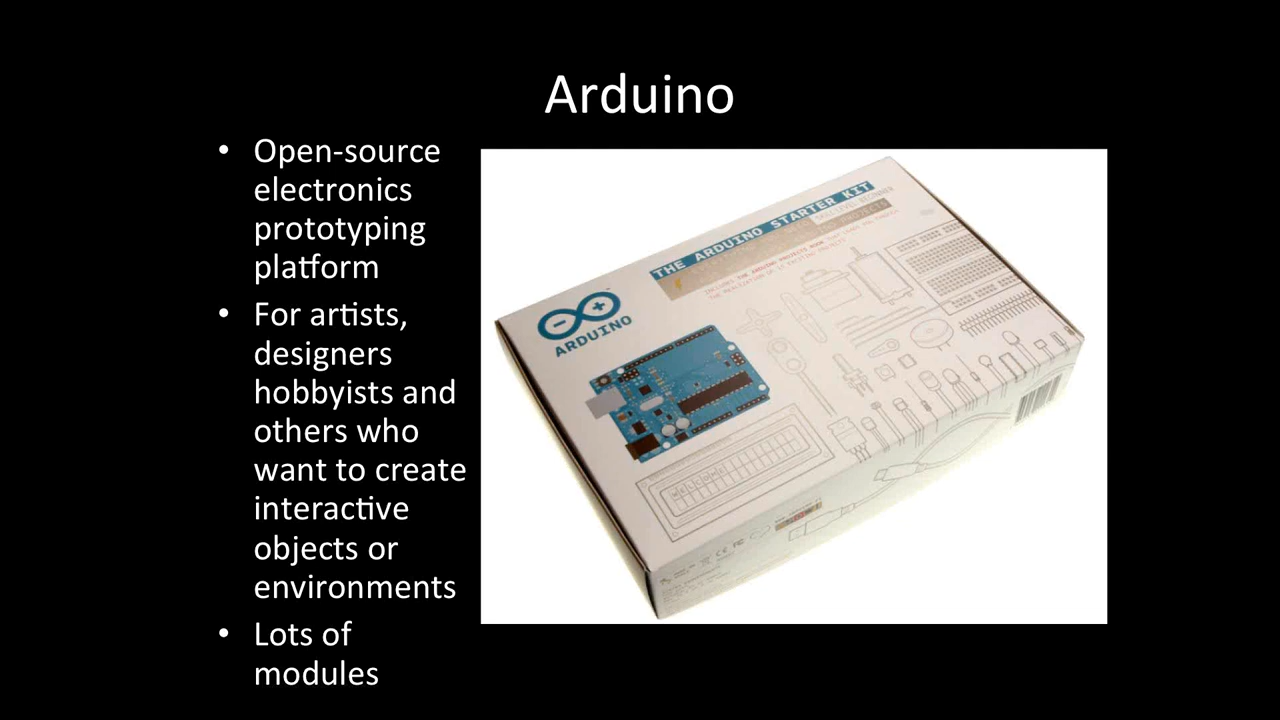 Arduino
• Open-source
electronics
prototyping
platform
• For artists,
designers
hobbyists and
others who
want to create
interactive
objects or
environments
• Lots of
modules
THE ARDUINO STARTER KIT
ARDUINO
WELCOME